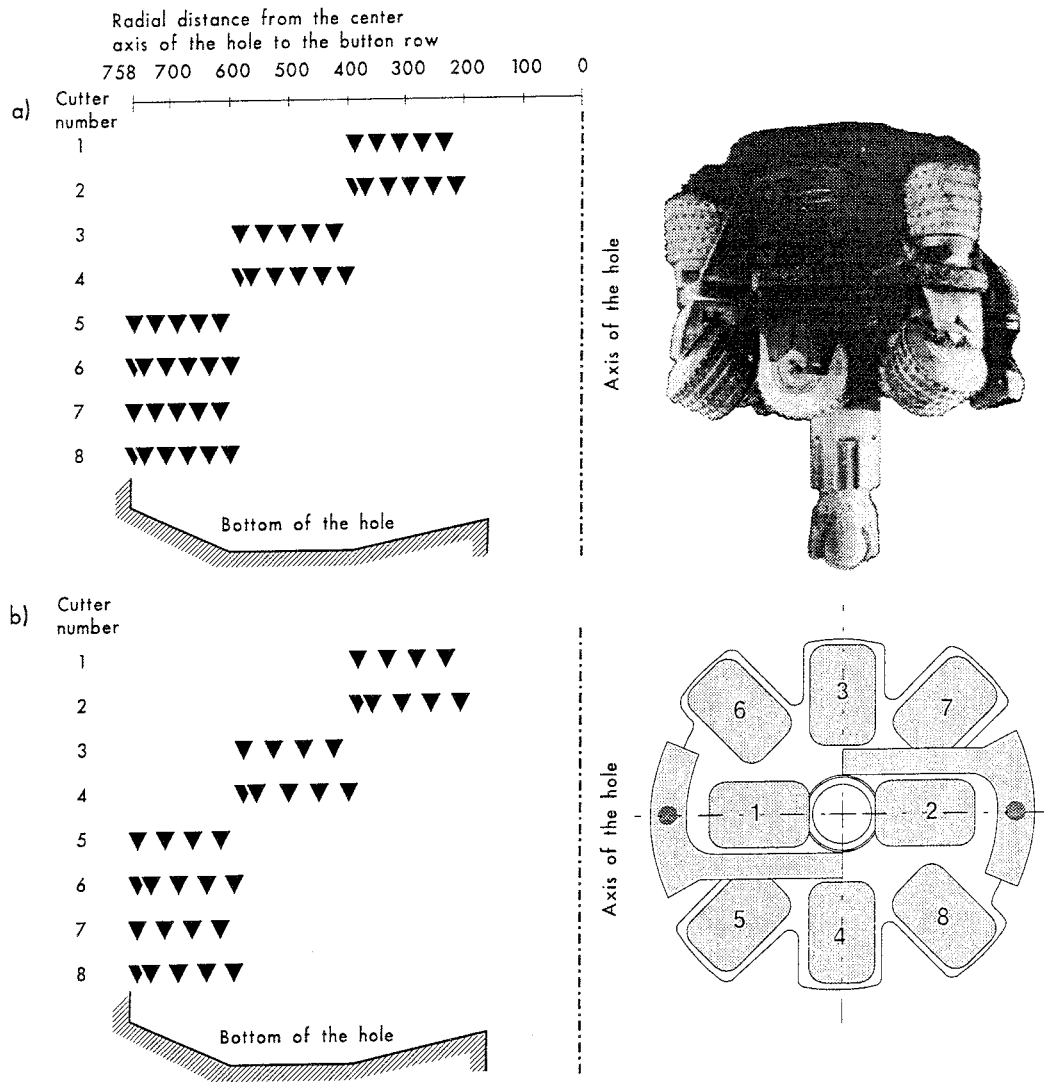 Radial distance from the center
axis of the hole to the button row
758 700 600 500 400 300 200 100 0
a) Cutter
number
1
2
3
4
5
6
7
8
Axis of the hole
Bottom of the hole
b) Cutter
number
1
2
3
4
5
6
7
8
Axis of the hole
Bottom of the hole
6 3 7
1 2
5 4 8